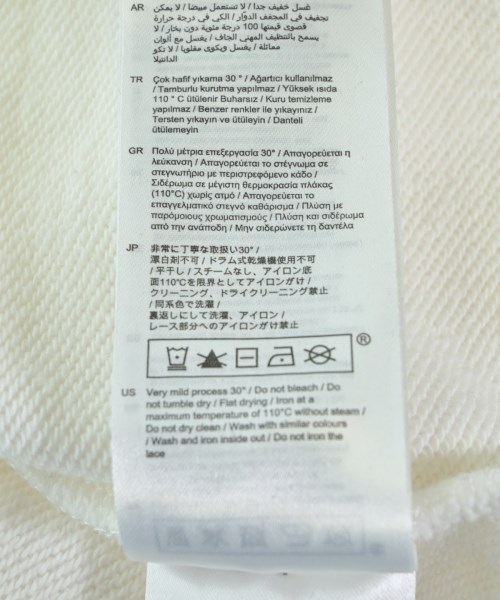 AR غسل خفيف جدا / لا تستعمل مبيضا / لا يمكن
تجفيف في المجفف الدوّار / الكي في درجة حرارة
قصوى قيمتها 100 درجة مئوية دون بخار / لا
يسمح بالتنظيف المهني الجاف / يغسل مع ألوان
مماثلة / يغسل ويكوى مقلوبا / لا تكو
الدانتيلا
TR Çok hafif yıkama 30 ° / Ağartıcı kullanılmaz
/ Tamburlu kurutma yapılmaz / Yüksek ısıda
110 ° C ütülenir Buharsız / Kuru temizleme
yapılmaz / Benzer renkler ile yıkayınız /
Tersten yıkayın ve ütüleyin / Danteli
ütülemeyin
GR Πολύ μέτρια επεξεργασία 30° / Απαγορεύεται η
λεύκανση / Απαγορεύεται το στέγνωμα σε
στεγνωτήριο με περιστρεφόμενο κάδο /
Σιδέρωμα σε μέγιστη θερμοκρασία πλάκας
(110°C) χωρίς ατμό / Απαγορεύεται το
επαγγελματικό στεγνό καθάρισμα / Πλύση με
παρόμοιους χρωματισμούς / Πλύση και σιδέρωμα
από την ανάποδη / Μην σιδερώνετε τη δαντέλα
JP 非常に丁寧な取扱い30° /
漂白剤不可 / ドラム式乾燥機使用不可
/ 平干し / スチームなし、アイロン底
面110℃を限界としてアイロンがけ /
クリーニング、ドライクリーニング禁止
/ 同系色で洗濯 /
裏返しにして洗濯、アイロン /
レース部分へのアイロンがけ禁止
®
US Very mild process 30° / Do not bleach / Do
not tumble dry / Flat drying / Iron at a
maximum temperature of 110°C without steam /
Do not dry clean / Wash with similar colours
/ Wash and iron inside out / Do not iron the
lace